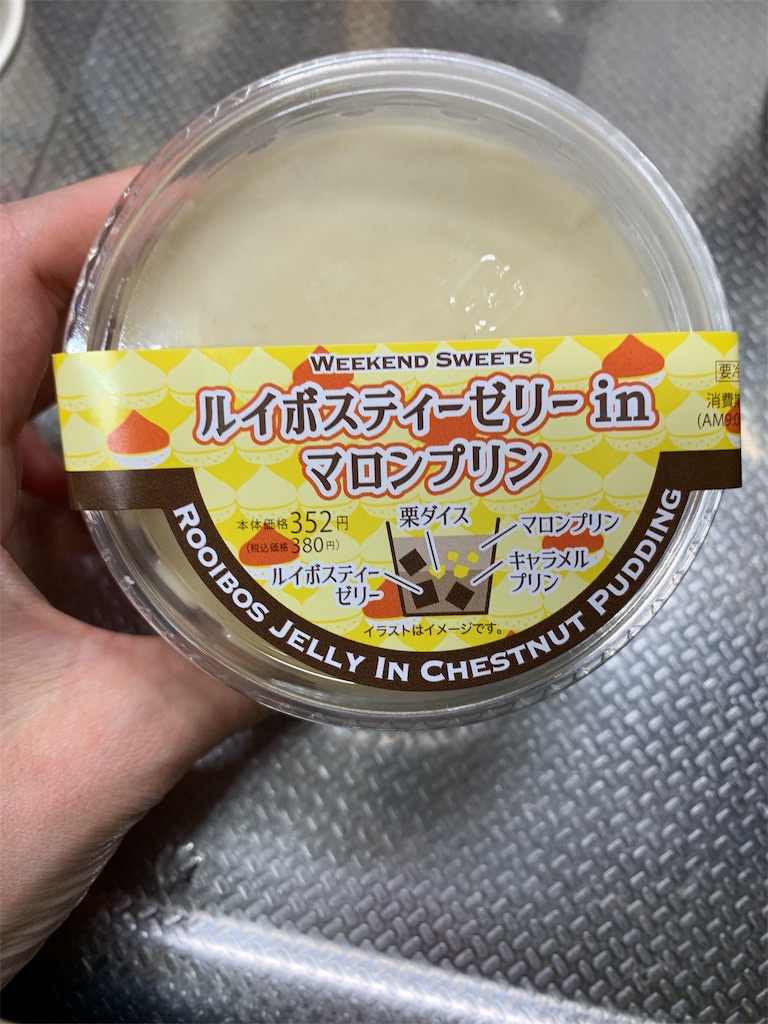 WEEKEND SWEETS
ルイボスティーゼリー in
マロンプリン
要冷
消費
(AM9:0
本体価格352円
(税込価格380円)
栗ダイス
マロンプリン
ルイボスティー
ゼリー
キャラメル
プリン
イラストはイメージです。
ROOIBOS JELLY IN CHESTNUT PUDDING